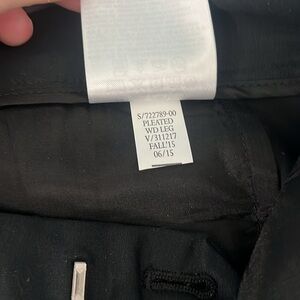 S/722789-00
PLEATED
WD LEG
V/311217
FALL'15
06/15